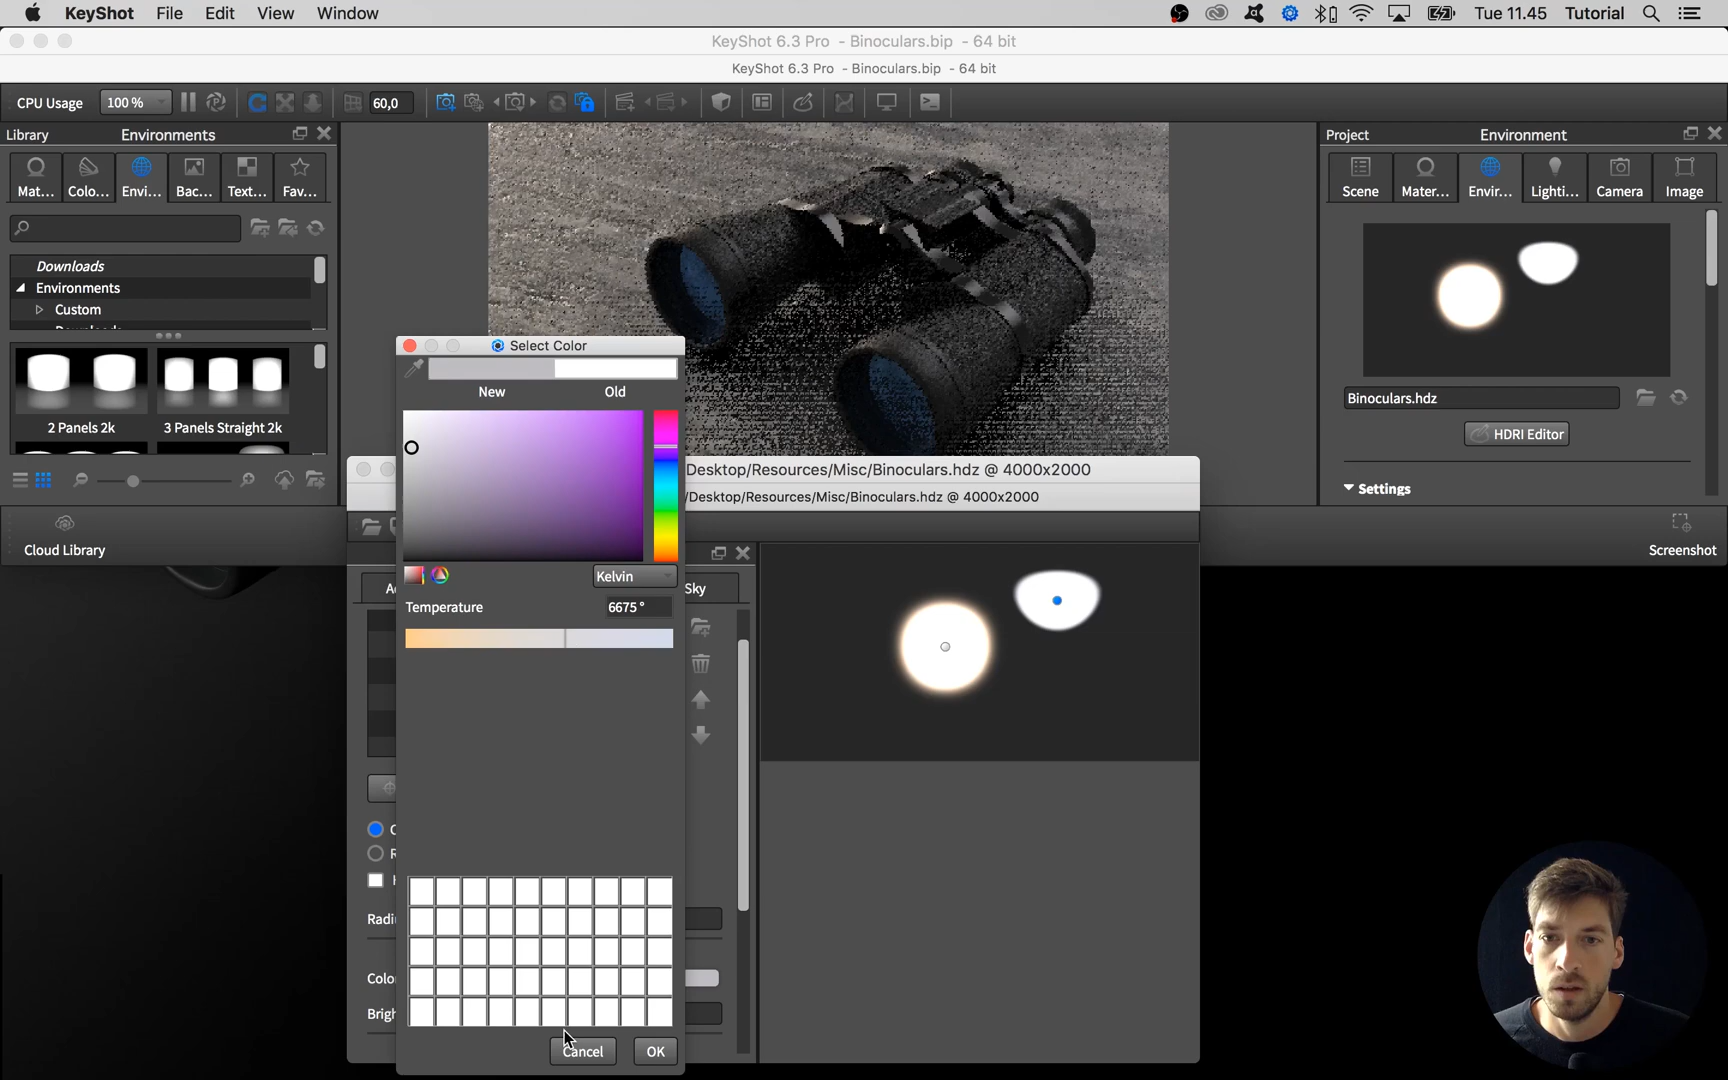 KeyShot File Edit View Window Tue 11.45 Tutorial
KeyShot 6.3 Pro - Binoculars.bip - 64 bit
KeyShot 6.3 Pro - Binoculars.bip - 64 bit
CPU Usage 100 % 60,0
Library Environments
Mat... Colo... Envi... Bac... Text... Fav...
Downloads
Environments
Custom
2 Panels 2k 3 Panels Straight 2k
Cloud Library
Project Environment
Scene Mater... Envir... Lighti... Camera Image
Binoculars.hdz
HDRI Editor
Settings
Screenshot
Desktop/Resources/Misc/Binoculars.hdz @ 4000x2000
/Desktop/Resources/Misc/Binoculars.hdz @ 4000x2000
Select Color
New Old
Kelvin
Temperature 6675 °
Cancel OK
Sky
Radi
Color
Brigh